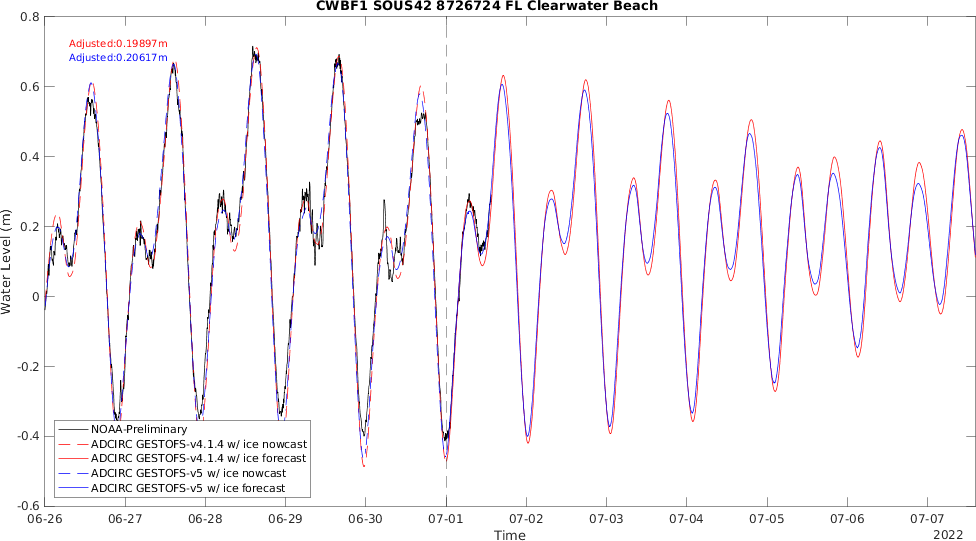 CWBF1 SOUS42 8726724 FL Clearwater Beach
0.8
Adjusted:0.19897m
Adjusted:0.20617m
0.6
0.4
0.2
0
-0.2
-0.4
-0.6
Water Level (m)
NOAA-Preliminary
ADCIRC GESTOFS-v4.1.4 w/ ice nowcast
ADCIRC GESTOFS-v4.1.4 w/ ice forecast
ADCIRC GESTOFS-v5 w/ ice nowcast
ADCIRC GESTOFS-v5 w/ ice forecast
06-26 06-27 06-28 06-29 06-30 07-01 07-02 07-03 07-04 07-05 07-06 07-07
Time
2022